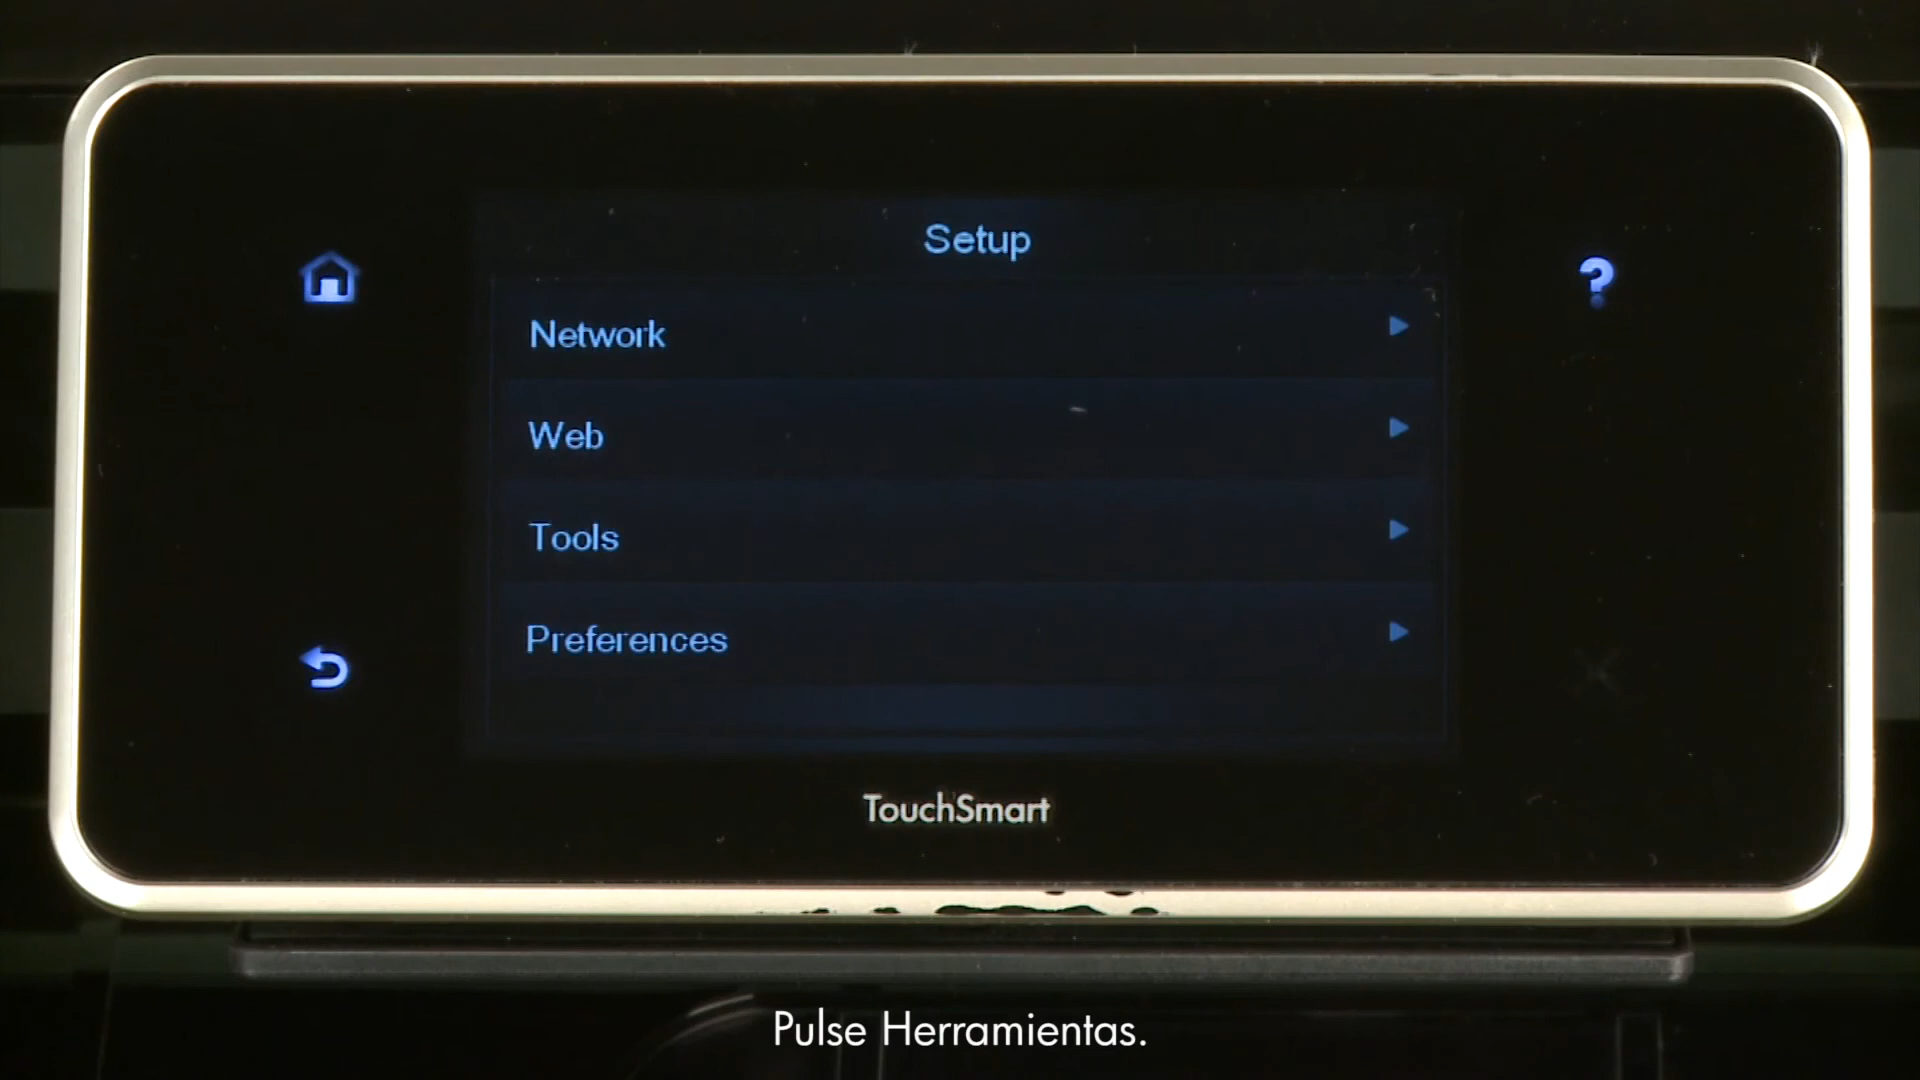 Setup
Network
Web
Tools
Preferences
TouchSmart
Pulse Herramientas.